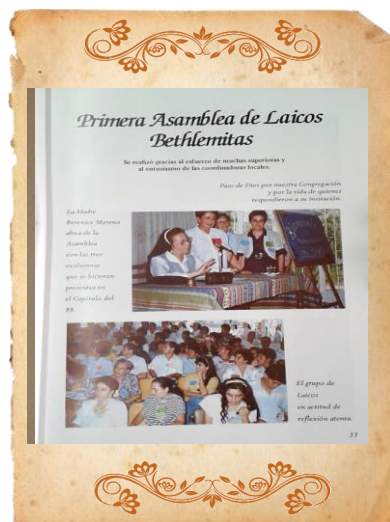 Primera Asamblea de Laicos
Bethlemitas
Se realizó gracias al esfuerzo de muchas superioras y
al entusiasmo de las coordinadoras locales.
Paso de Dios por nuestra Congregación
y por la vida de quienes
respondieron a su invitación.
La Madre
Berenice Moreno
alma de la
Asamblea
con las tres
exalumnas
que se hicieron
presentes en
el Capítulo del
89.
El grupo de
Laicos
en actitud de
reflexión atenta.
33